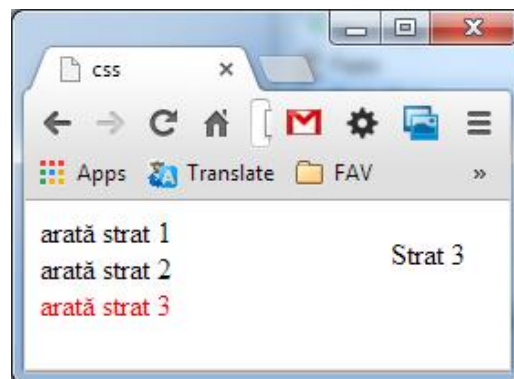 css
Apps Translate FAV »
arată strat 1
arată strat 2
arată strat 3
Strat 3